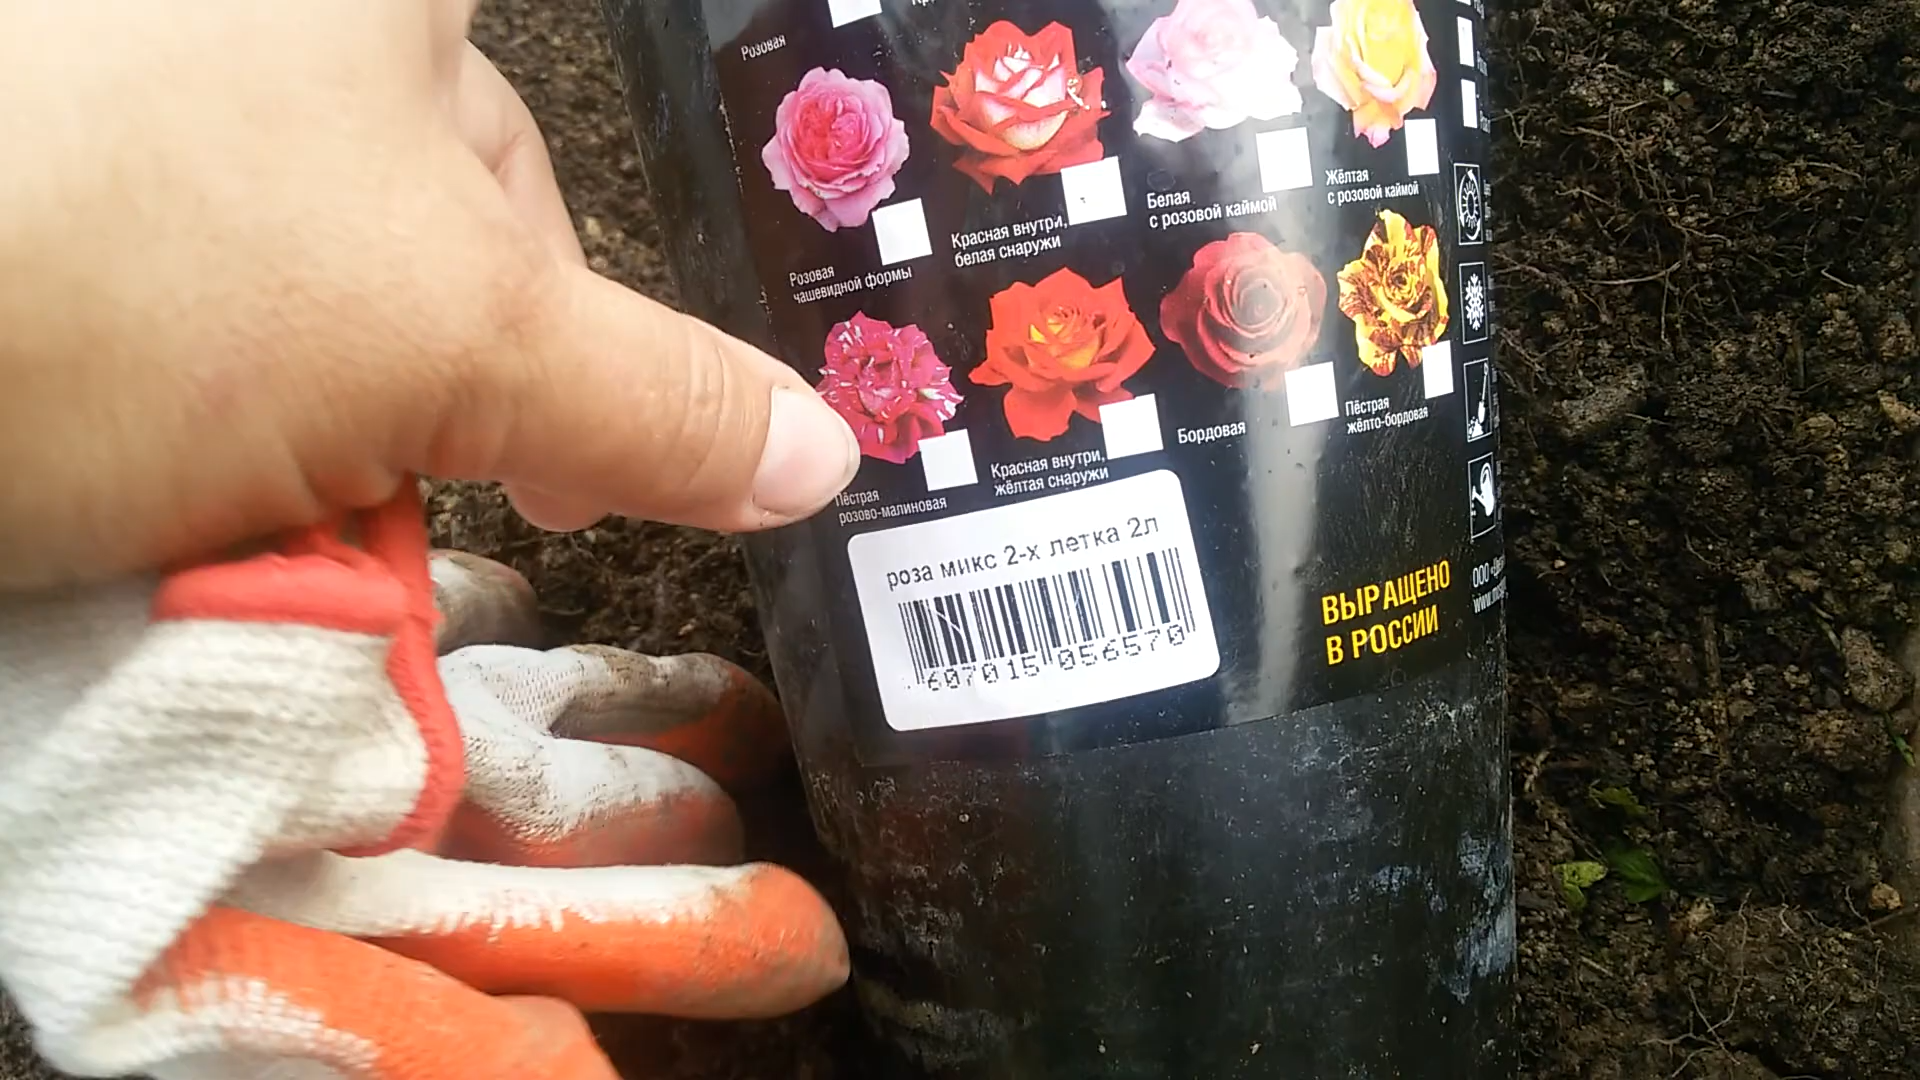 Розовая
Розовая
чашевидной формы
Красная внутри,
белая снаружи
Белая
с розовой каймой
Жёлтая
с розовой каймой
Пёстрая
розово-малиновая
Красная внутри,
жёлтая снаружи
Бордовая
Пёстрая
жёлто-бордовая
роза микс 2-х летка 2л
607015 056570
ВЫРАЩЕНО
В РОССИИ
ООО